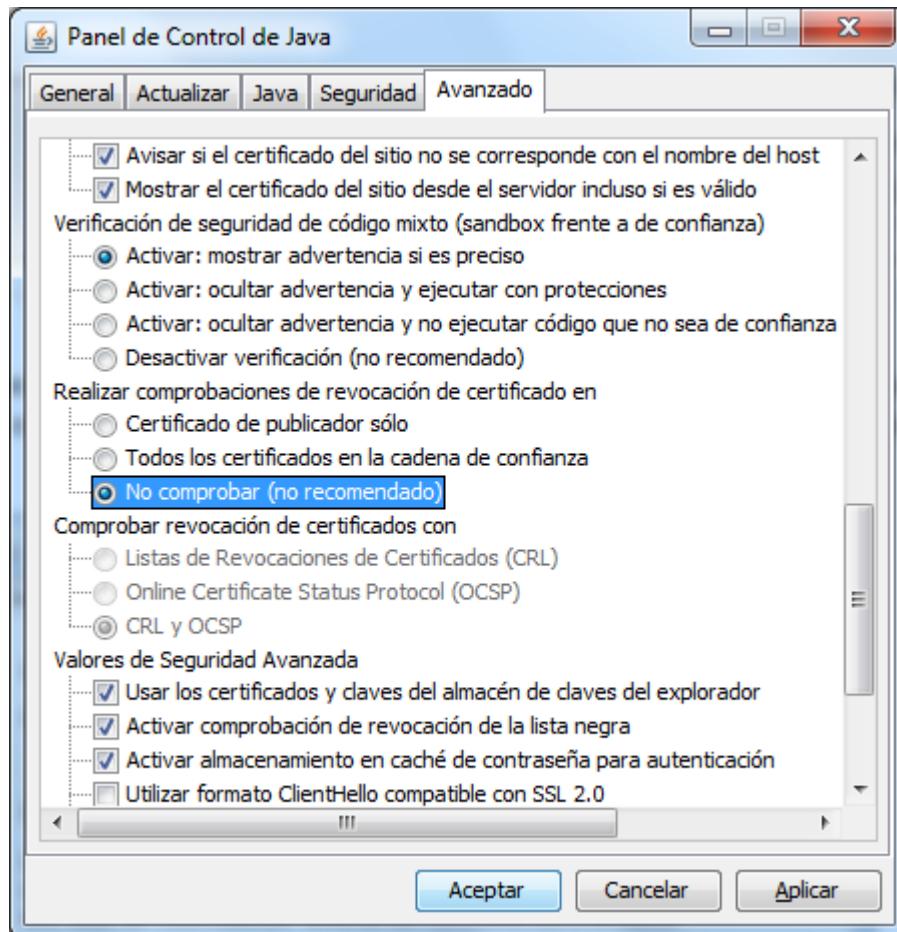 Panel de Control de Java
General Actualizar Java Seguridad Avanzado
Avisar si el certificado del sitio no se corresponde con el nombre del host
Mostrar el certificado del sitio desde el servidor incluso si es válido
Verificación de seguridad de código mixto (sandbox frente a de confianza)
Activar: mostrar advertencia si es preciso
Activar: ocultar advertencia y ejecutar con protecciones
Activar: ocultar advertencia y no ejecutar código que no sea de confianza
Desactivar verificación (no recomendado)
Realizar comprobaciones de revocación de certificado en
Certificado de publicador sólo
Todos los certificados en la cadena de confianza
No comprobar (no recomendado)
Comprobar revocación de certificados con
Listas de Revocaciones de Certificados (CRL)
Online Certificate Status Protocol (OCSP)
CRL y OCSP
Valores de Seguridad Avanzada
Usar los certificados y claves del almacén de claves del explorador
Activar comprobación de revocación de la lista negra
Activar almacenamiento en caché de contraseña para autenticación
Utilizar formato ClientHello compatible con SSL 2.0
Aceptar Cancelar Aplicar